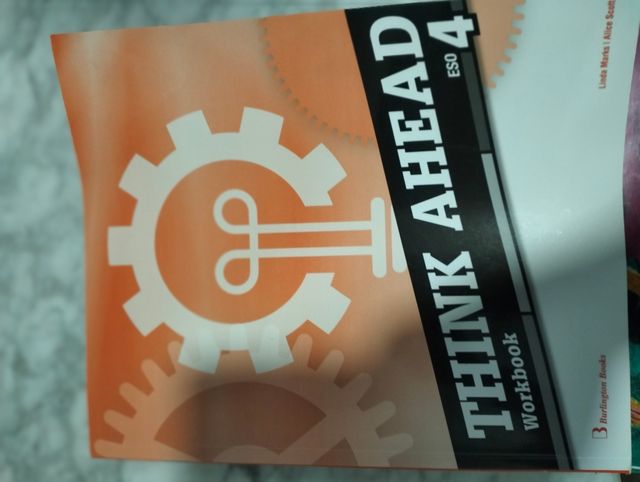 Linda Marks | Alice Scott
THINK AHEAD
ESO 4
Workbook
Burlington Books